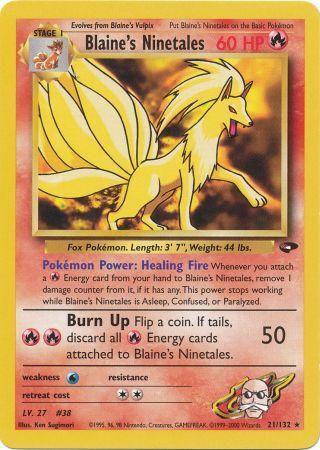 STAGE 1
Evolves from Blaine's Vulpix
Put Blaine's Ninetales on the Basic Pokémon
Blaine's Ninetales 60 HP
Fox Pokémon. Length: 3' 7", Weight: 44 lbs.
Pokémon Power: Healing Fire Whenever you attach
a Energy card from your hand to Blaine's Ninetales, remove 1
damage counter from it, if it has any. This power stops working
while Blaine's Ninetales is Asleep, Confused, or Paralyzed.
Burn Up Flip a coin. If tails,
discard all Energy cards
attached to Blaine's Ninetales.
50
weakness
resistance
retreat cost
LV. 27 #38
Illus. Ken Sugimori
©1995, 96, 98 Nintendo, Creatures, GAMEFREAK. ©1999-2000 Wizards.
21/132